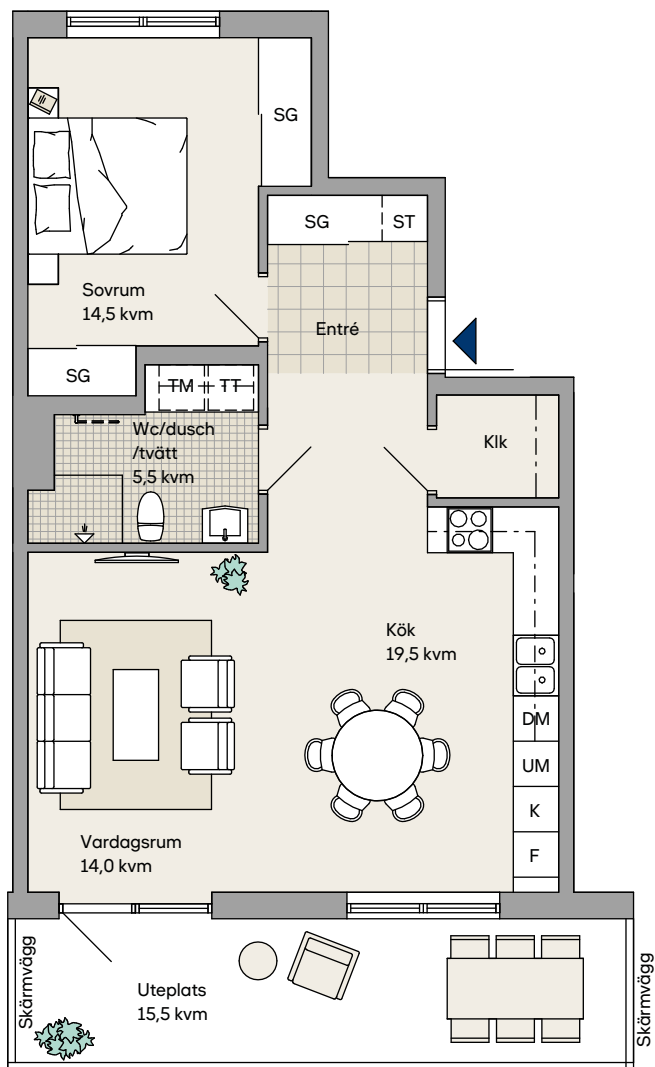 SG
SG
ST
Sovrum
14,5 kvm
Entré
SG
TM
TT
Wc/dusch
/tvätt
5,5 kvm
Klk
Kök
19,5 kvm
DM
UM
K
F
Vardagsrum
14,0 kvm
Skärmvägg
Uteplats
15,5 kvm
Skärmvägg